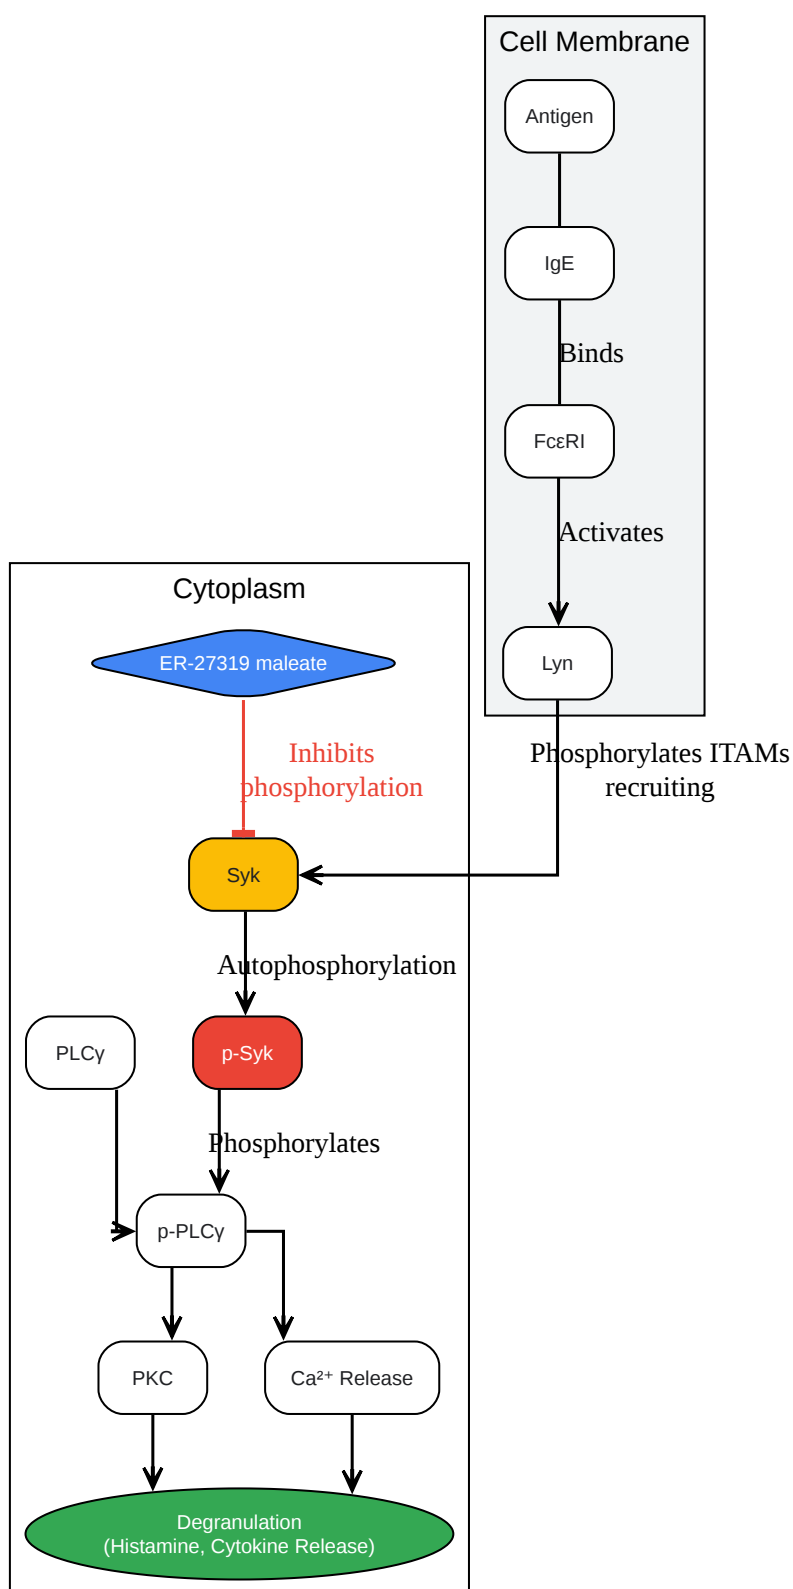 Cell Membrane
Antigen
IgE
Binds
FcεRI
Activates
Lyn
Phosphorylates ITAMs
recruiting
Cytoplasm
ER-27319 maleate
Inhibits
phosphorylation
Syk
Autophosphorylation
PLCγ
p-Syk
Phosphorylates
p-PLCγ
PKC
Ca²⁺ Release
Degranulation
(Histamine, Cytokine Release)